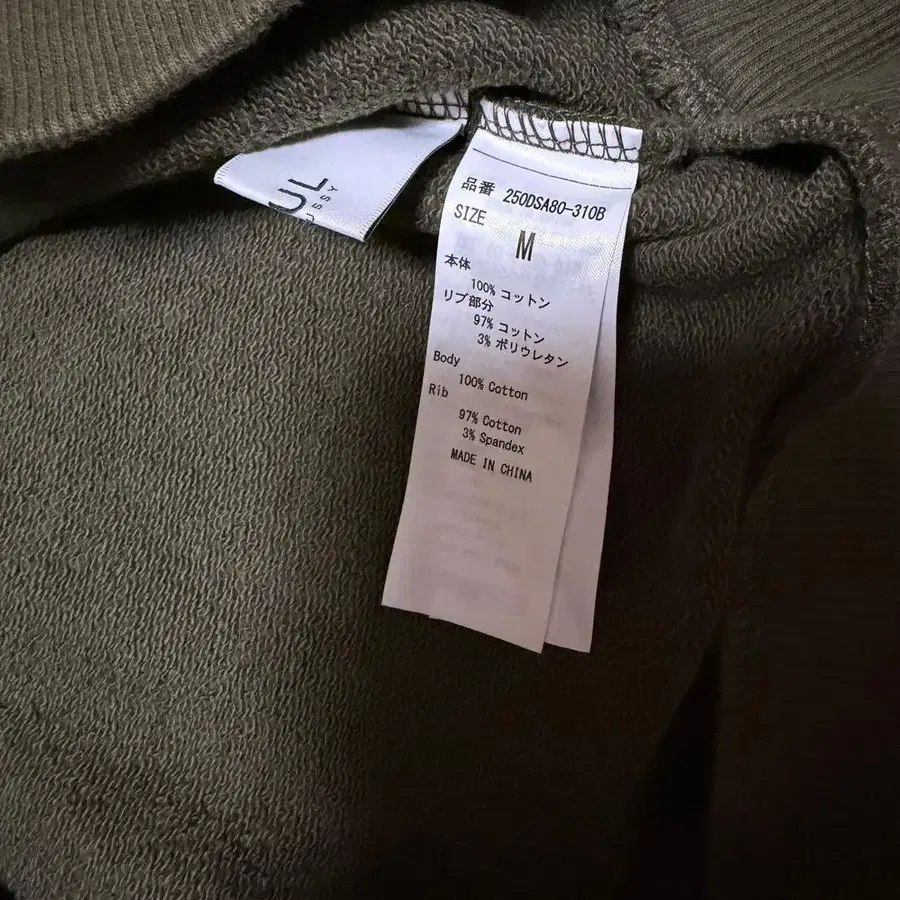 品番 250DSA80-310B
SIZE M
本体
100% コットン
リブ部分
97% コットン
3% ポリウレタン
Body
100% Cotton
Rib
97% Cotton
3% Spandex
MADE IN CHINA